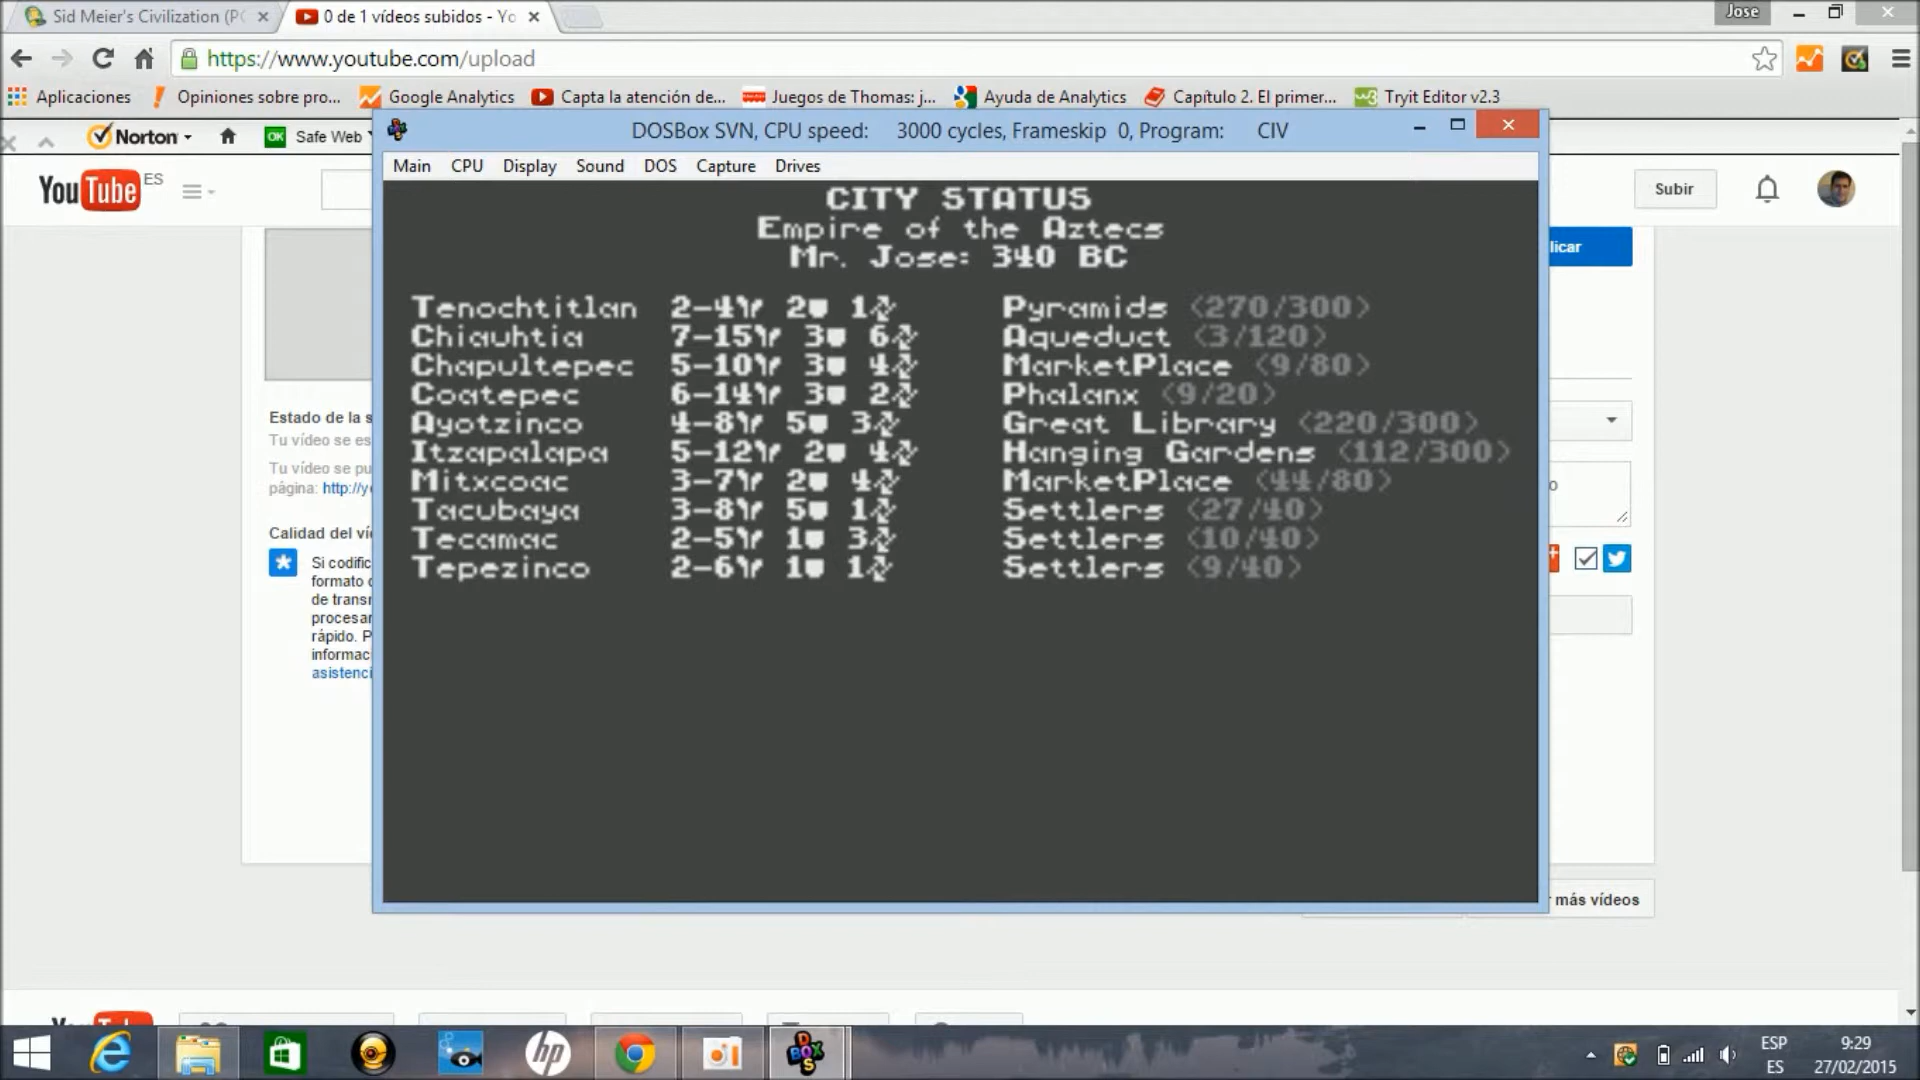 Sid Meier's Civilization (P
0 de 1 vídeos subidos - Yo
Jose
https://www.youtube.com/upload
Aplicaciones
Opiniones sobre pro...
Google Analytics
Capta la atención de...
Juegos de Thomas: j...
Ayuda de Analytics
Capítulo 2. El primer...
Tryit Editor v2.3
Norton
OK Safe Web
DOSBox SVN, CPU speed: 3000 cycles, Frameskip 0, Program: CIV
Main CPU Display Sound DOS Capture Drives
YouTube ES
Subir
CITY STATUS
Empire of the Aztecs
Mr. Jose: 340 BC
Tenochtitlan 2-4 2 1 Pyramids (270/300)
Chiauhtia 7-15 3 6 Aqueduct (3/120)
Chapultepec 5-10 3 4 MarketPlace (9/80)
Coatepec 6-14 3 2 Phalanx (9/20)
Ayotzinco 4-8 5 3 Great Library (220/300)
Itzapalapa 5-12 2 4 Hanging Gardens (112/300)
Mitxcoac 3-7 2 4 MarketPlace (44/80)
Tacubaya 3-8 5 1 Settlers (27/40)
Tecamac 2-5 1 3 Settlers (10/40)
Tepezinco 2-6 1 1 Settlers (9/40)
licar
Estado de la s
Tu vídeo se es
Tu vídeo se pu
página: http://y
Calidad del ví
Si codific
formato
de transm
procesar
rápido. P
informac
asistenci
más vídeos
hp
DOS BOX
ESP
ES
9:29
27/02/2015